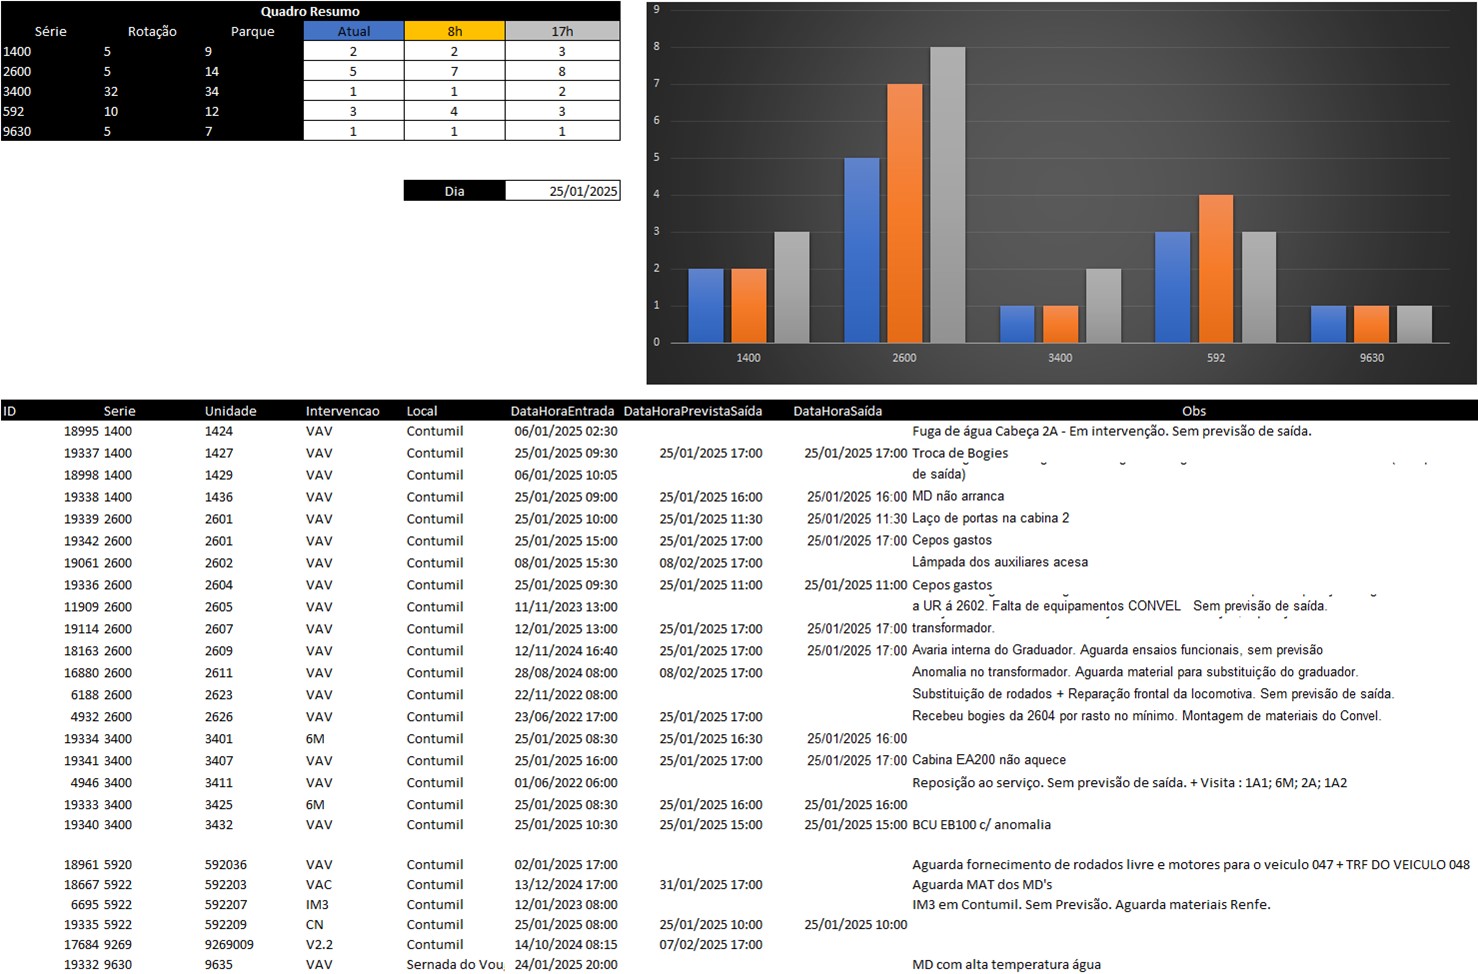 Quadro Resumo
Série Rotação Parque Atual 8h 17h
1400 5 9 2 2 3
2600 5 14 5 7 8
3400 32 34 1 1 2
592 10 12 3 4 3
9630 5 7 1 1 1
Dia 25/01/2025
9
8
7
6
5
4
3
2
1
0
1400 2600 3400 592 9630
ID Serie Unidade Intervencao Local DataHoraEntrada DataHoraPrevistaSaída DataHoraSaída Obs
18995 1400 1424 VAV Contumil 06/01/2025 02:30 Fuga de água Cabeça 2A - Em intervenção. Sem previsão de saída.
19337 1400 1427 VAV Contumil 25/01/2025 09:30 25/01/2025 17:00 25/01/2025 17:00 Troca de Bogies
18998 1400 1429 VAV Contumil 06/01/2025 10:05 de saída)
19338 1400 1436 VAV Contumil 25/01/2025 09:00 25/01/2025 16:00 25/01/2025 16:00 MD não arranca
19339 2600 2601 VAV Contumil 25/01/2025 10:00 25/01/2025 11:30 25/01/2025 11:30 Laço de portas na cabina 2
19342 2600 2601 VAV Contumil 25/01/2025 15:00 25/01/2025 17:00 25/01/2025 17:00 Cepos gastos
19061 2600 2602 VAV Contumil 08/01/2025 15:30 08/02/2025 17:00 Lâmpada dos auxiliares acesa
19336 2600 2604 VAV Contumil 25/01/2025 09:30 25/01/2025 11:00 25/01/2025 11:00 Cepos gastos
11909 2600 2605 VAV Contumil 11/11/2023 13:00 a UR á 2602. Falta de equipamentos CONVEL Sem previsão de saída.
19114 2600 2607 VAV Contumil 12/01/2025 13:00 25/01/2025 17:00 25/01/2025 17:00 transformador.
18163 2600 2609 VAV Contumil 12/11/2024 16:40 25/01/2025 17:00 25/01/2025 17:00 Avaria interna do Graduador. Aguarda ensaios funcionais, sem previsão
16880 2600 2611 VAV Contumil 28/08/2024 08:00 08/02/2025 17:00 Anomalia no transformador. Aguarda material para substituição do graduador.
6188 2600 2623 VAV Contumil 22/11/2022 08:00 Substituição de rodados + Reparação frontal da locomotiva. Sem previsão de saída.
4932 2600 2626 VAV Contumil 23/06/2022 17:00 25/01/2025 17:00 Recebeu bogies da 2604 por rasto no mínimo. Montagem de materiais do Convel.
19334 3400 3401 6M Contumil 25/01/2025 08:30 25/01/2025 16:30 25/01/2025 16:00
19341 3400 3407 VAV Contumil 25/01/2025 16:00 25/01/2025 17:00 25/01/2025 17:00 Cabina EA200 não aquece
4946 3400 3411 VAV Contumil 01/06/2022 06:00 Reposição ao serviço. Sem previsão de saída. + Visita : 1A1; 6M; 2A; 1A2
19333 3400 3425 6M Contumil 25/01/2025 08:30 25/01/2025 16:00 25/01/2025 16:00
19340 3400 3432 VAV Contumil 25/01/2025 10:30 25/01/2025 15:00 25/01/2025 15:00 BCU EB100 c/ anomalia
18961 5920 592036 VAV Contumil 02/01/2025 17:00 Aguarda fornecimento de rodados livre e motores para o veiculo 047 + TRF DO VEICULO 048
18667 5922 592203 VAC Contumil 13/12/2024 17:00 31/01/2025 17:00 Aguarda MAT dos MD's
6695 5922 592207 IM3 Contumil 12/01/2023 08:00 IM3 em Contumil. Sem Previsão. Aguarda materiais Renfe.
19335 5922 592209 CN Contumil 25/01/2025 08:00 25/01/2025 10:00 25/01/2025 10:00
17684 9269 9269009 V2.2 Contumil 14/10/2024 08:15 07/02/2025 17:00
19332 9630 9635 VAV Sernada do Vou 24/01/2025 20:00 MD com alta temperatura água